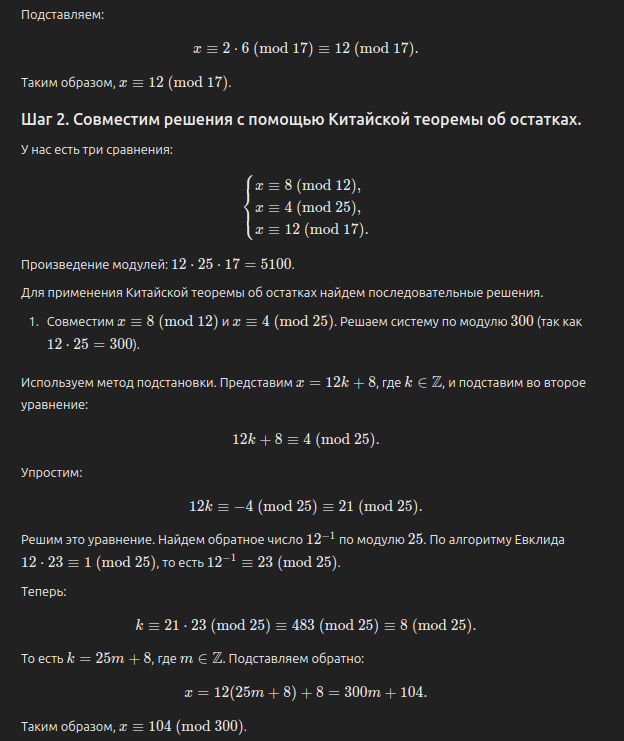 Подставляем:
x ≡ 2 · 6 (mod 17) ≡ 12 (mod 17).
Таким образом, x ≡ 12 (mod 17).
Шаг 2. Совместим решения с помощью Китайской теоремы об остатках.
У нас есть три сравнения:
x ≡ 8 (mod 12),
x ≡ 4 (mod 25),
x ≡ 12 (mod 17).
Произведение модулей: 12 · 25 · 17 = 5100.
Для применения Китайской теоремы об остатках найдем последовательные решения.
1. Совместим x ≡ 8 (mod 12) и x ≡ 4 (mod 25). Решаем систему по модулю 300 (так как
12 · 25 = 300).
Используем метод подстановки. Представим x = 12k + 8, где k ∈ ℤ, и подставим во второе
уравнение:
12k + 8 ≡ 4 (mod 25).
Упростим:
12k ≡ −4 (mod 25) ≡ 21 (mod 25).
Решим это уравнение. Найдем обратное число 12⁻¹ по модулю 25. По алгоритму Евклида
12 · 23 ≡ 1 (mod 25), то есть 12⁻¹ ≡ 23 (mod 25).
Теперь:
k ≡ 21 · 23 (mod 25) ≡ 483 (mod 25) ≡ 8 (mod 25).
То есть k = 25m + 8, где m ∈ ℤ. Подставляем обратно:
x = 12(25m + 8) + 8 = 300m + 104.
Таким образом, x ≡ 104 (mod 300).